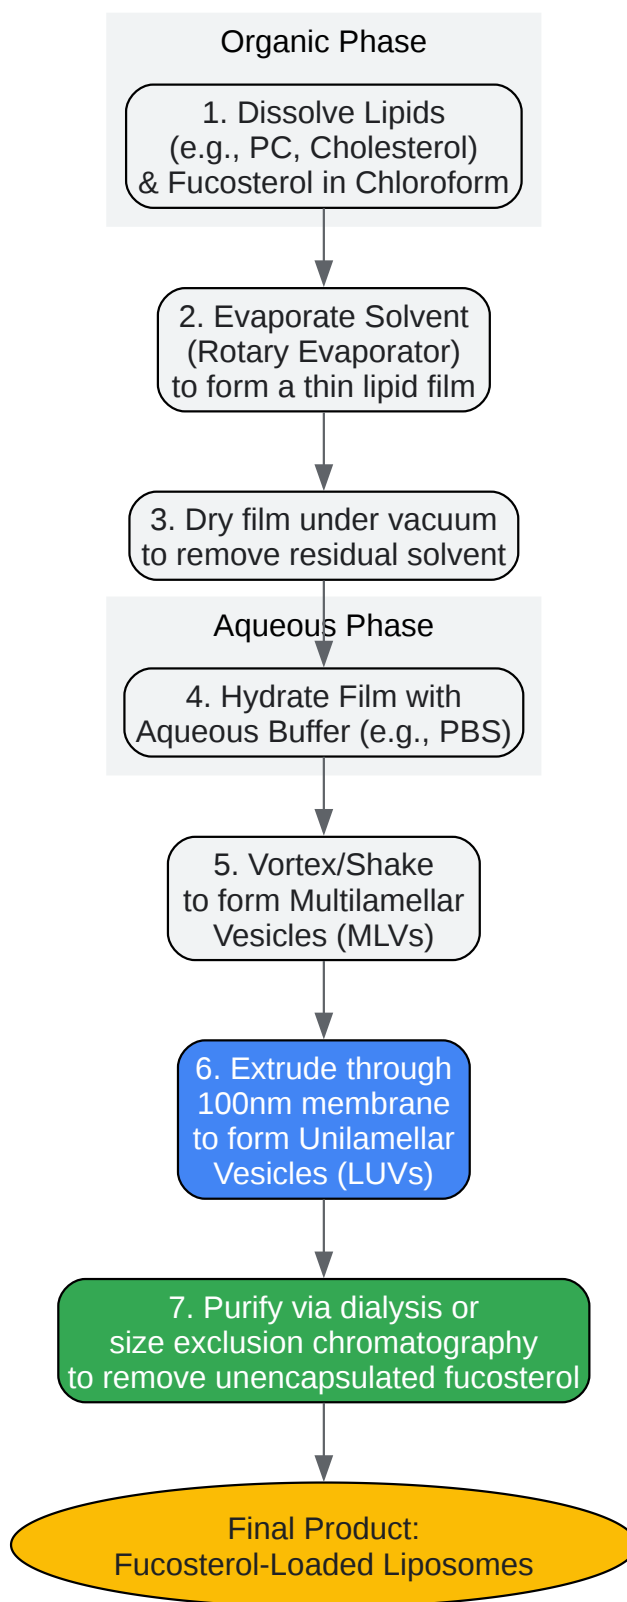 Organic Phase
1. Dissolve Lipids
(e.g., PC, Cholesterol)
& Fucosterol in Chloroform
2. Evaporate Solvent
(Rotary Evaporator)
to form a thin lipid film
3. Dry film under vacuum
to remove residual solvent
Aqueous Phase
4. Hydrate Film with
Aqueous Buffer (e.g., PBS)
5. Vortex/Shake
to form Multilamellar
Vesicles (MLVs)
6. Extrude through
100nm membrane
to form Unilamellar
Vesicles (LUVs)
7. Purify via dialysis or
size exclusion chromatography
to remove unencapsulated fucosterol
Final Product:
Fucosterol-Loaded Liposomes